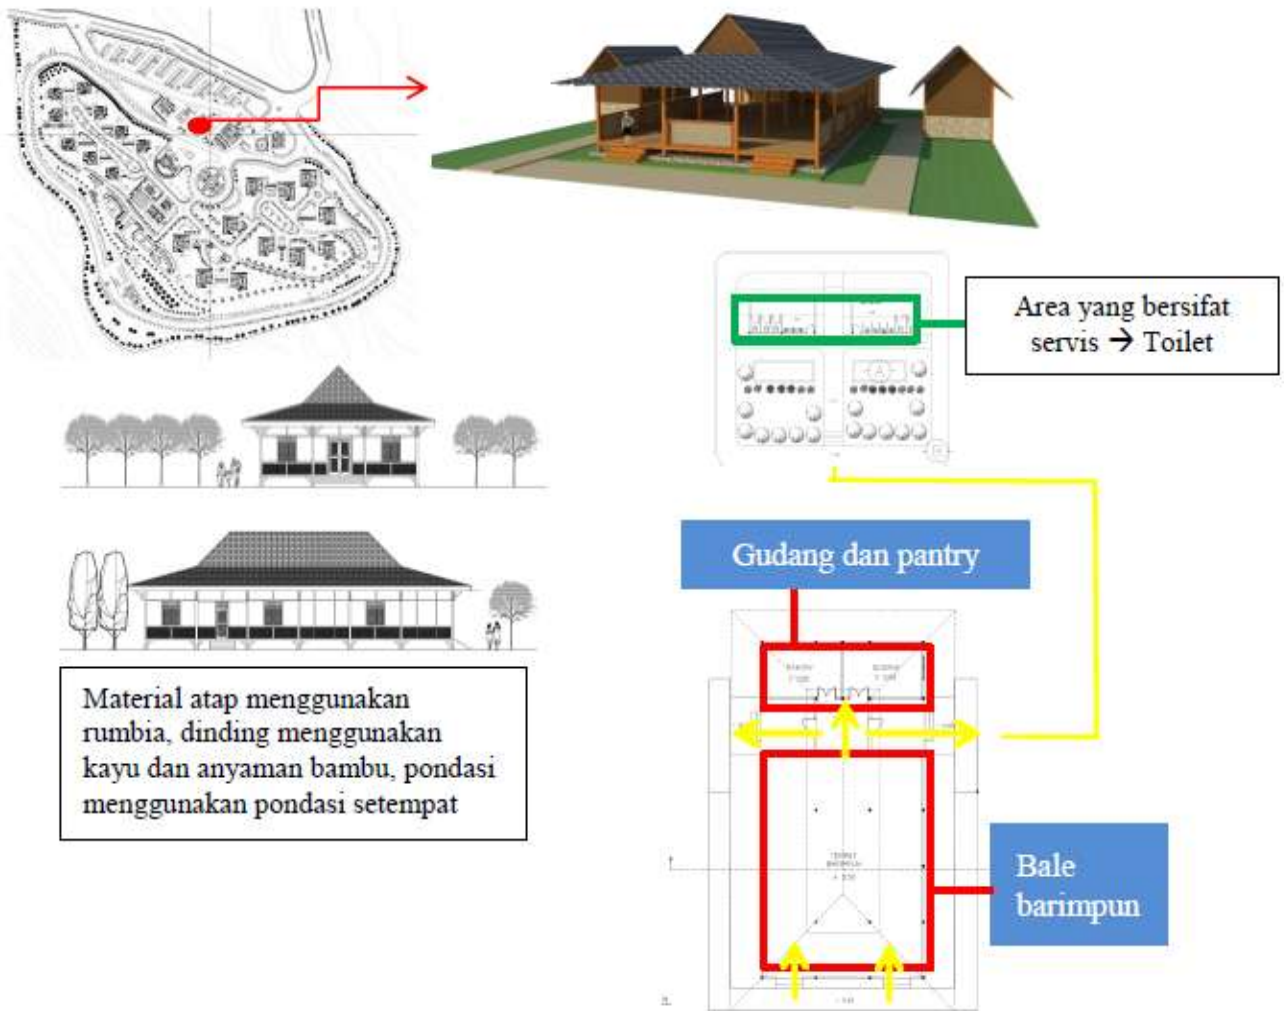 Area yang bersifat
servis → Toilet
Gudang dan pantry
Material atap menggunakan
rumbia, dinding menggunakan
kayu dan anyaman bambu, pondasi
menggunakan pondasi setempat
Bale
barimpun